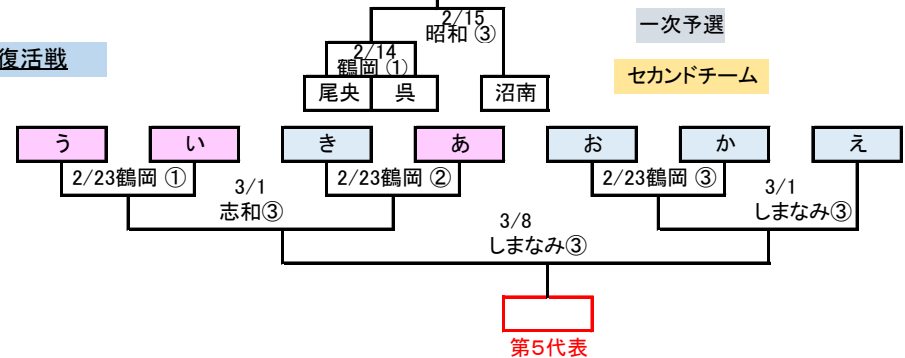 2/15
昭和 ③
一次予選
復活戦
2/14
鶴岡 ①
セカンドチーム
尾央 呉 沼南
う い き あ お か え
2/23鶴岡 ① 2/23鶴岡 ② 2/23鶴岡 ③
3/1 3/1
志和③ しまなみ③
3/8
しまなみ③
第5代表